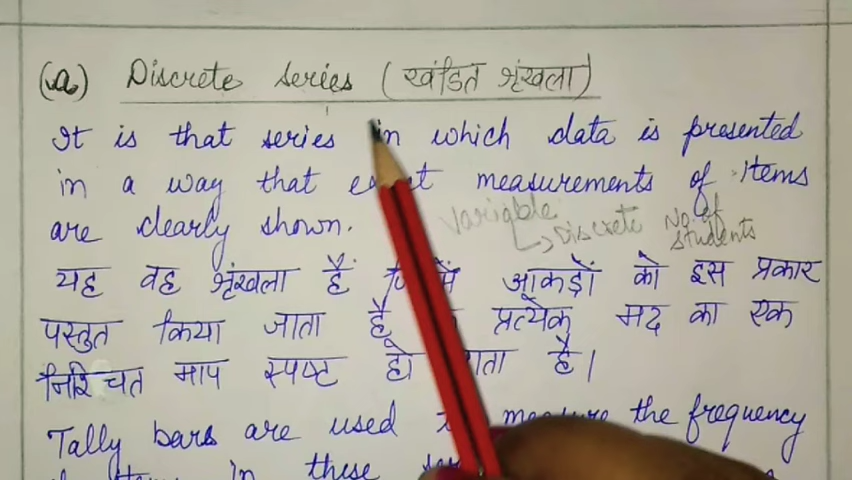 (a) Discrete series (खंडित श्रृंखला)
It is that series in which data is presented
in a way that measurements of Items
are clearly shown.
Variable
Discrete
No. of
students
यह वह श्रृंखला हैं आकड़ों को इस प्रकार
पस्तुत किया जाता है प्रत्येक मद का एक
निश्चित माप स्पष्ट हो है।
Tally bars are used measure the frequency
in these